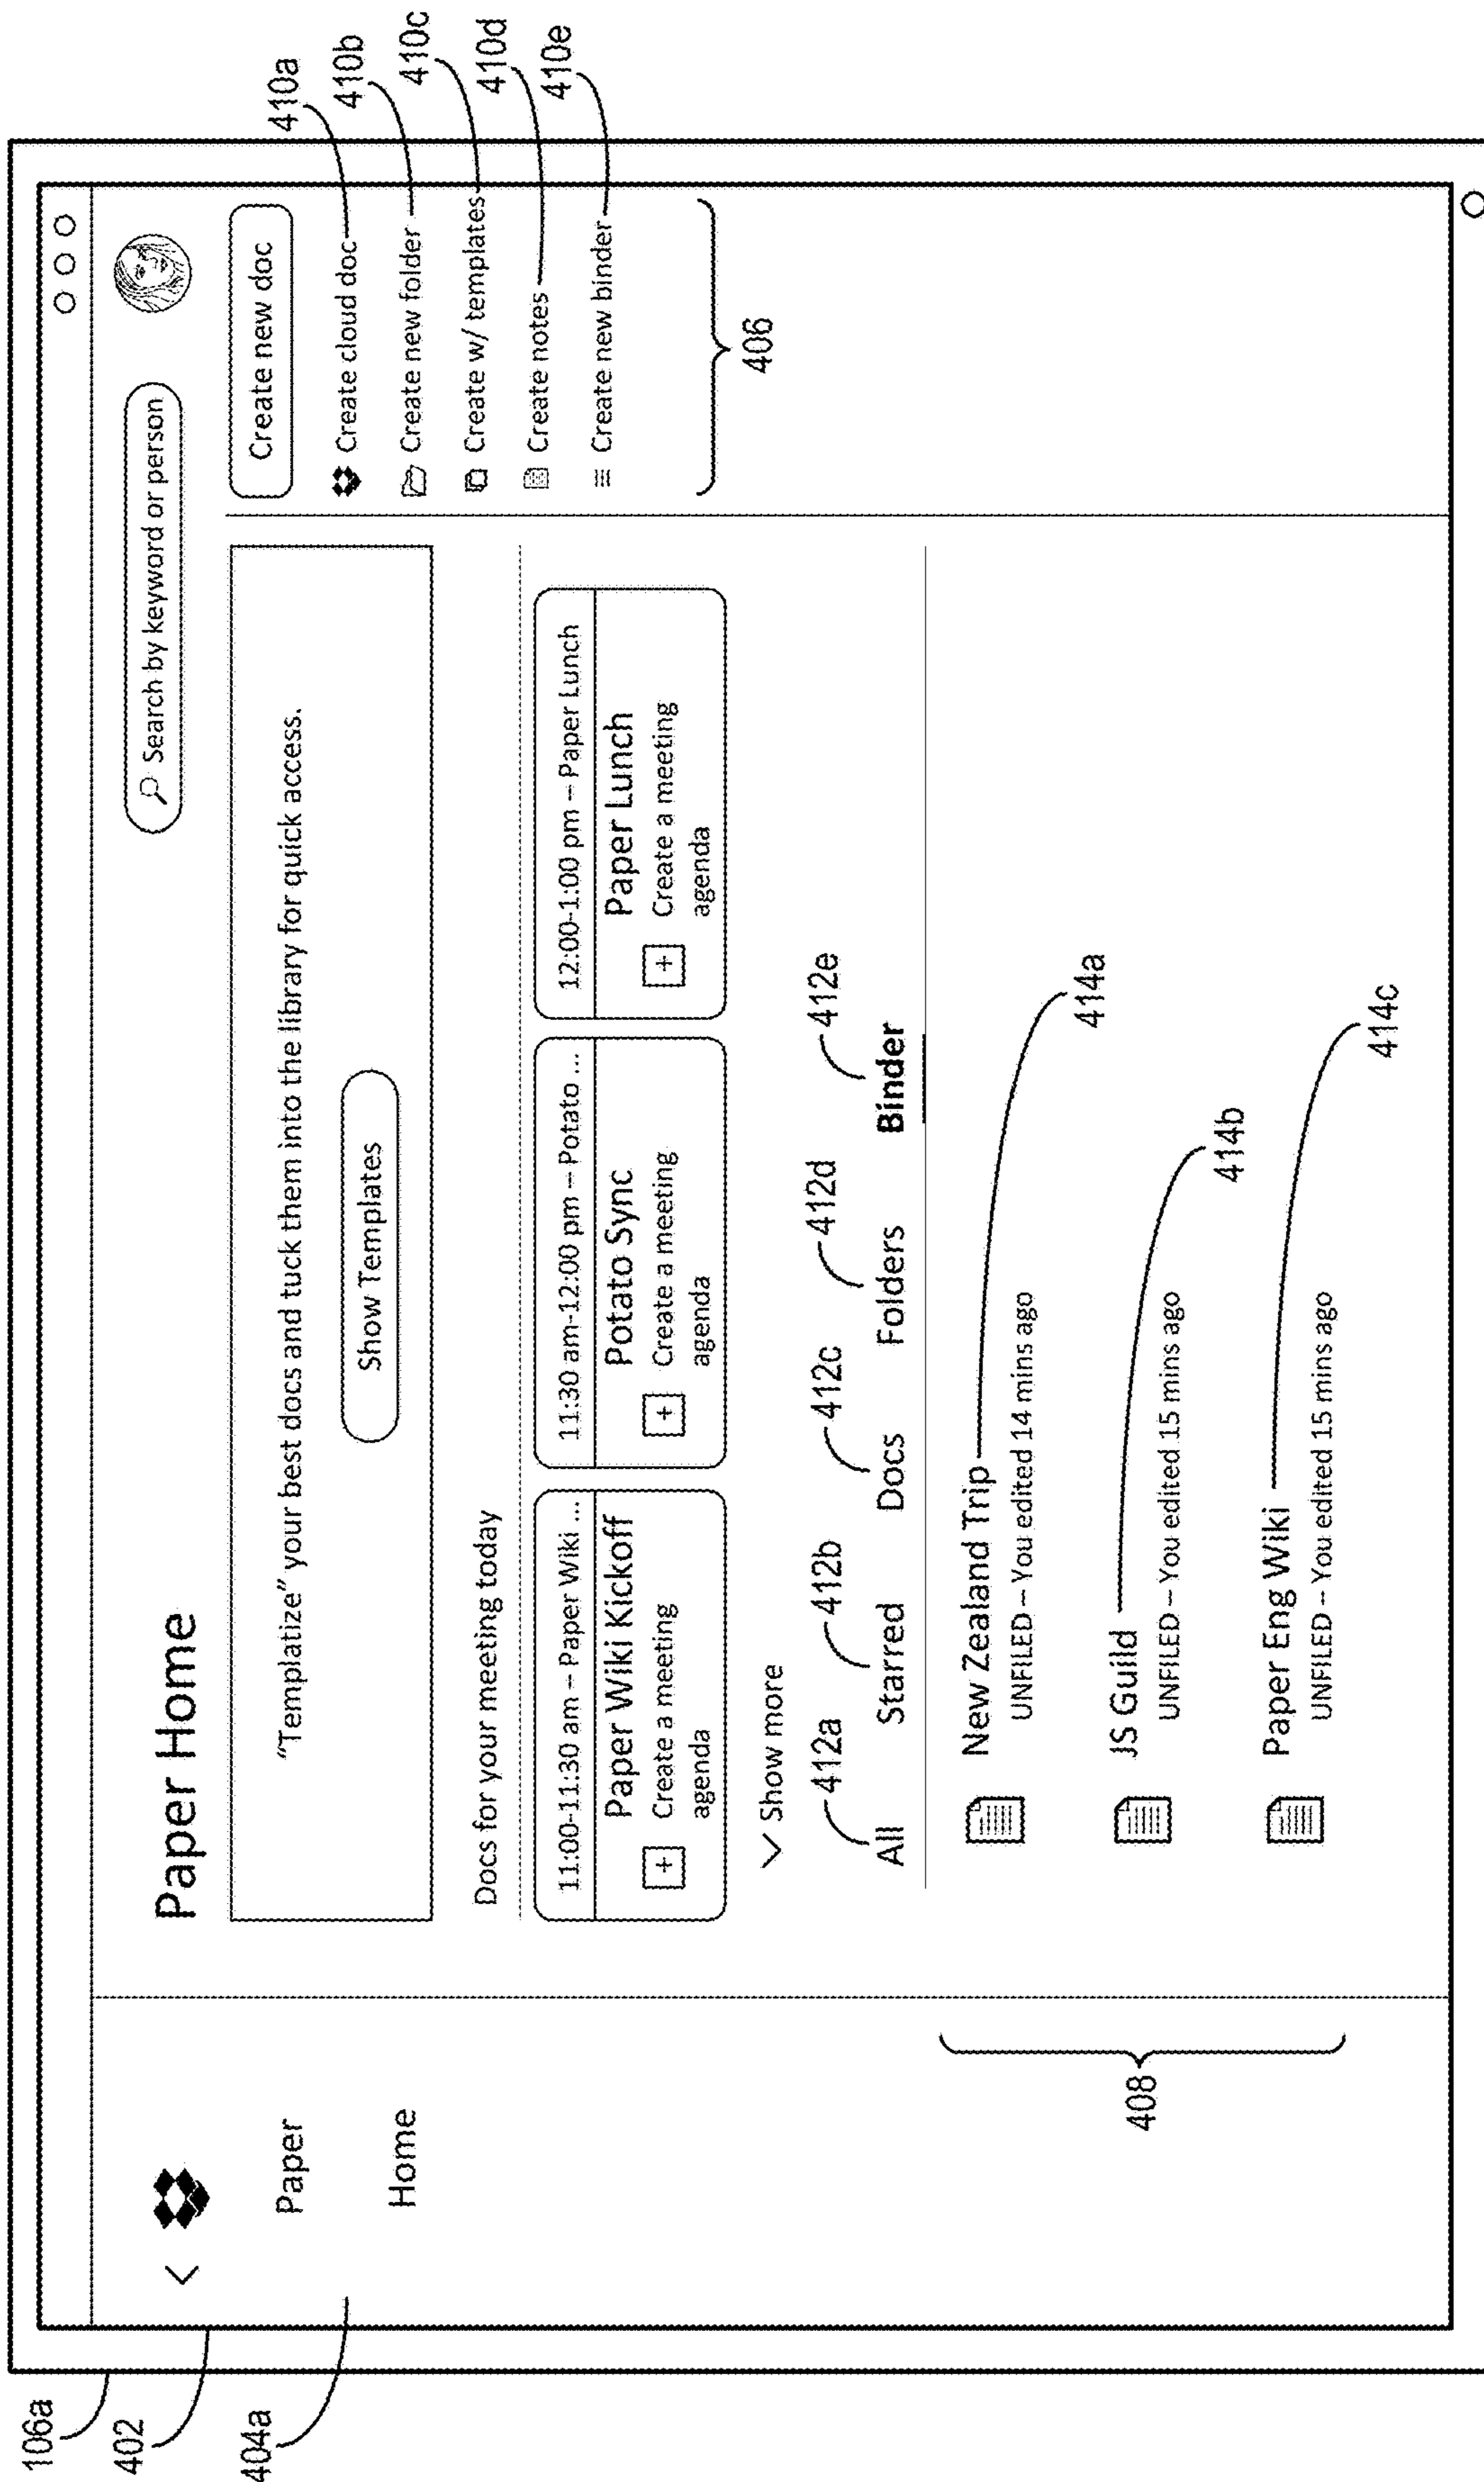 106a
402
404a
Paper
Home
408
Paper Home
Search by keyword or person
"Templatize" your best docs and tuck them into the library for quick access.
Show Templates
Docs for your meeting today
11:00-11:30 am – Paper Wiki ...
Paper Wiki Kickoff
+ Create a meeting
agenda
11:30 am-12:00 pm – Potato ...
Potato Sync
+ Create a meeting
agenda
12:00-1:00 pm – Paper Lunch
Paper Lunch
+ Create a meeting
agenda
Show more
412a 412b 412c 412d 412e
All Starred Docs Folders Binder
New Zealand Trip
UNFILED – You edited 14 mins ago
414a
JS Guild
UNFILED – You edited 15 mins ago
414b
Paper Eng Wiki
UNFILED – You edited 15 mins ago
414c
Create new doc
Create cloud doc 410a
Create new folder 410b
Create w/ templates 410c
Create notes 410d
Create new binder 410e
406